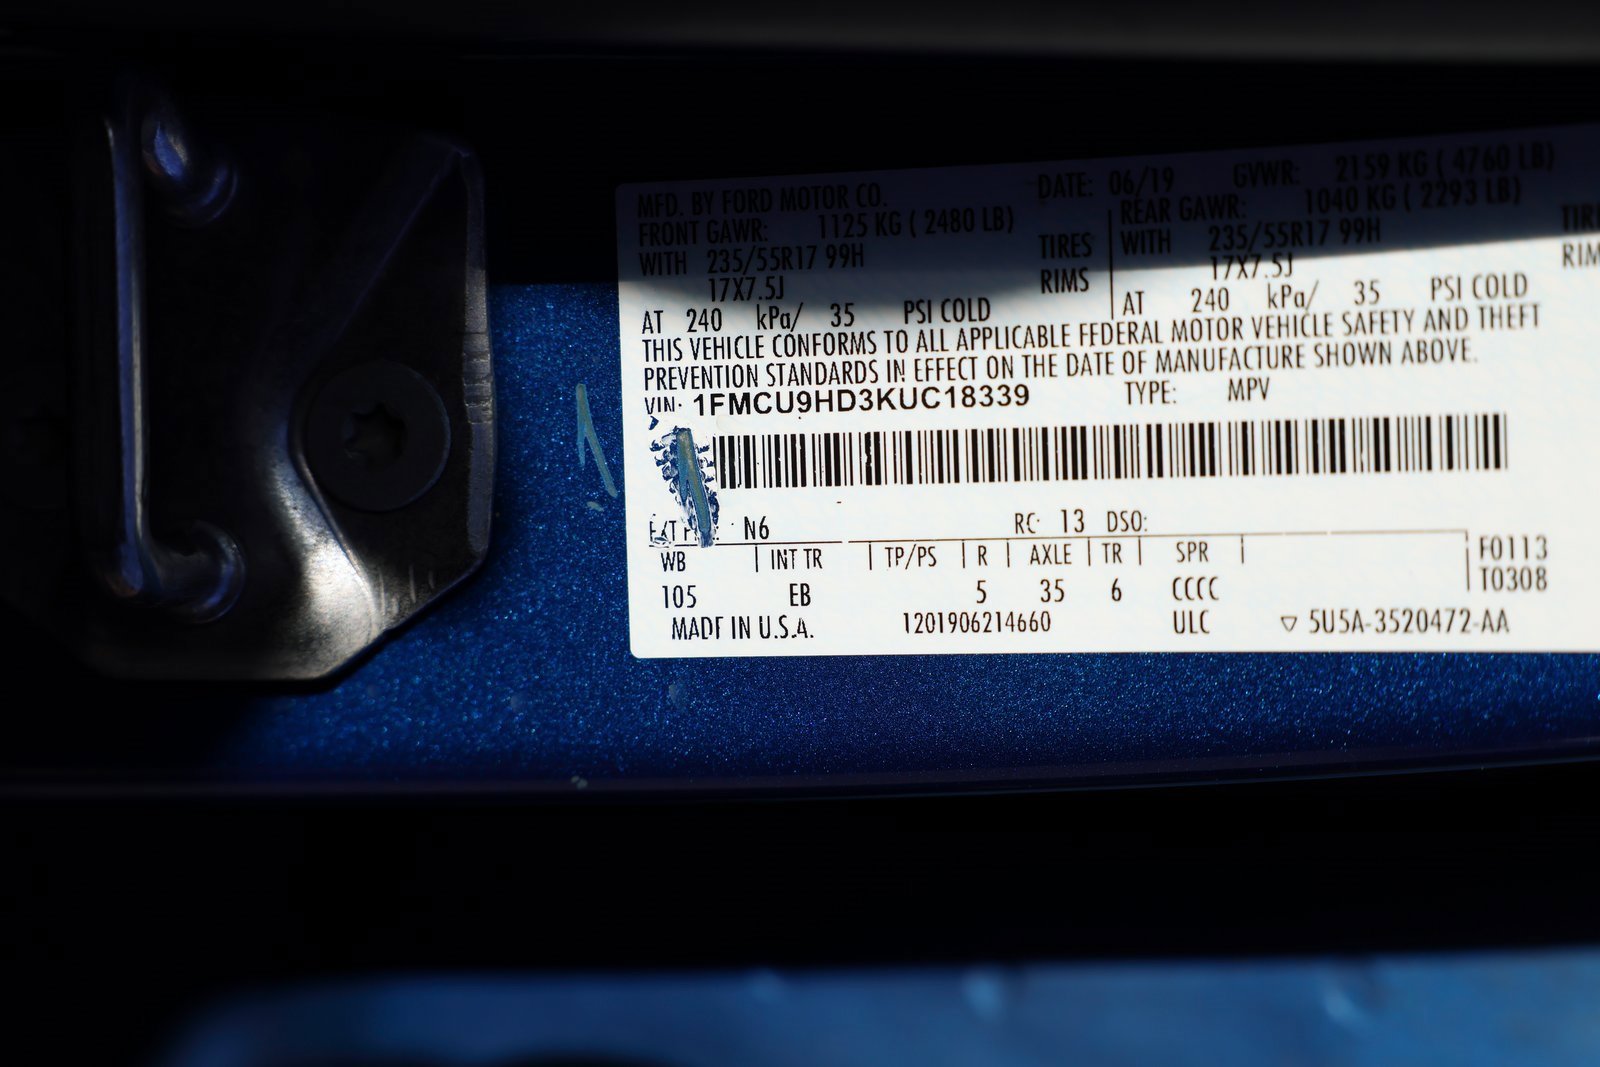 MFD. BY FORD MOTOR CO. DATE: 06/19 GVWR: 2159 KG ( 4760 LB)
FRONT GAWR: 1125 KG ( 2480 LB) REAR GAWR: 1040 KG ( 2293 LB)
WITH 235/55R17 99H TIRES WITH 235/55R17 99H TIR
17X7.5J RIMS 17X7.5J RIM
AT 240 kPa/ 35 PSI COLD AT 240 kPa/ 35 PSI COLD
THIS VEHICLE CONFORMS TO ALL APPLICABLE FEDERAL MOTOR VEHICLE SAFETY AND THEFT
PREVENTION STANDARDS IN EFFECT ON THE DATE OF MANUFACTURE SHOWN ABOVE.
VIN: 1FMCU9HD3KUC18339 TYPE: MPV
EXT P N6 RC: 13 DSO:
WB INT TR TP/PS R AXLE TR SPR F0113
T0308
105 EB 5 35 6 CCCC
MADE IN U.S.A. 1201906214660 ULC ▽ 5U5A-3520472-AA